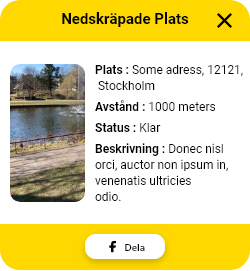 Nedskräpade Plats
Plats : Some adress, 12121,
Stockholm
Avstånd : 1000 meters
Status : Klar
Beskrivning : Donec nisl
orci, auctor non ipsum in,
venenatis ultricies
odio.
Dela